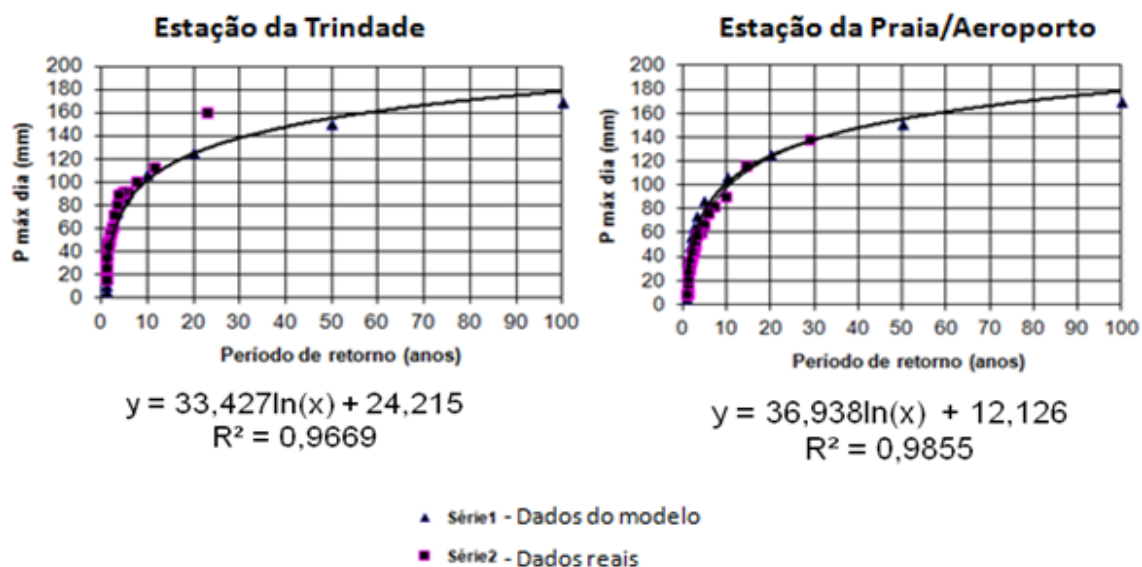 Estação da Trindade
P máx dia (mm)
200
180
160
140
120
100
80
60
40
20
0
0 10 20 30 40 50 60 70 80 90 100
Período de retorno (anos)
y = 33,427ln(x) + 24,215
R² = 0,9669
Estação da Praia/Aeroporto
P máx dia (mm)
200
180
160
140
120
100
80
60
40
20
0
0 10 20 30 40 50 60 70 80 90 100
Período de retorno (anos)
y = 36,938ln(x) + 12,126
R² = 0,9855
Série1 - Dados do modelo
Série2 - Dados reais